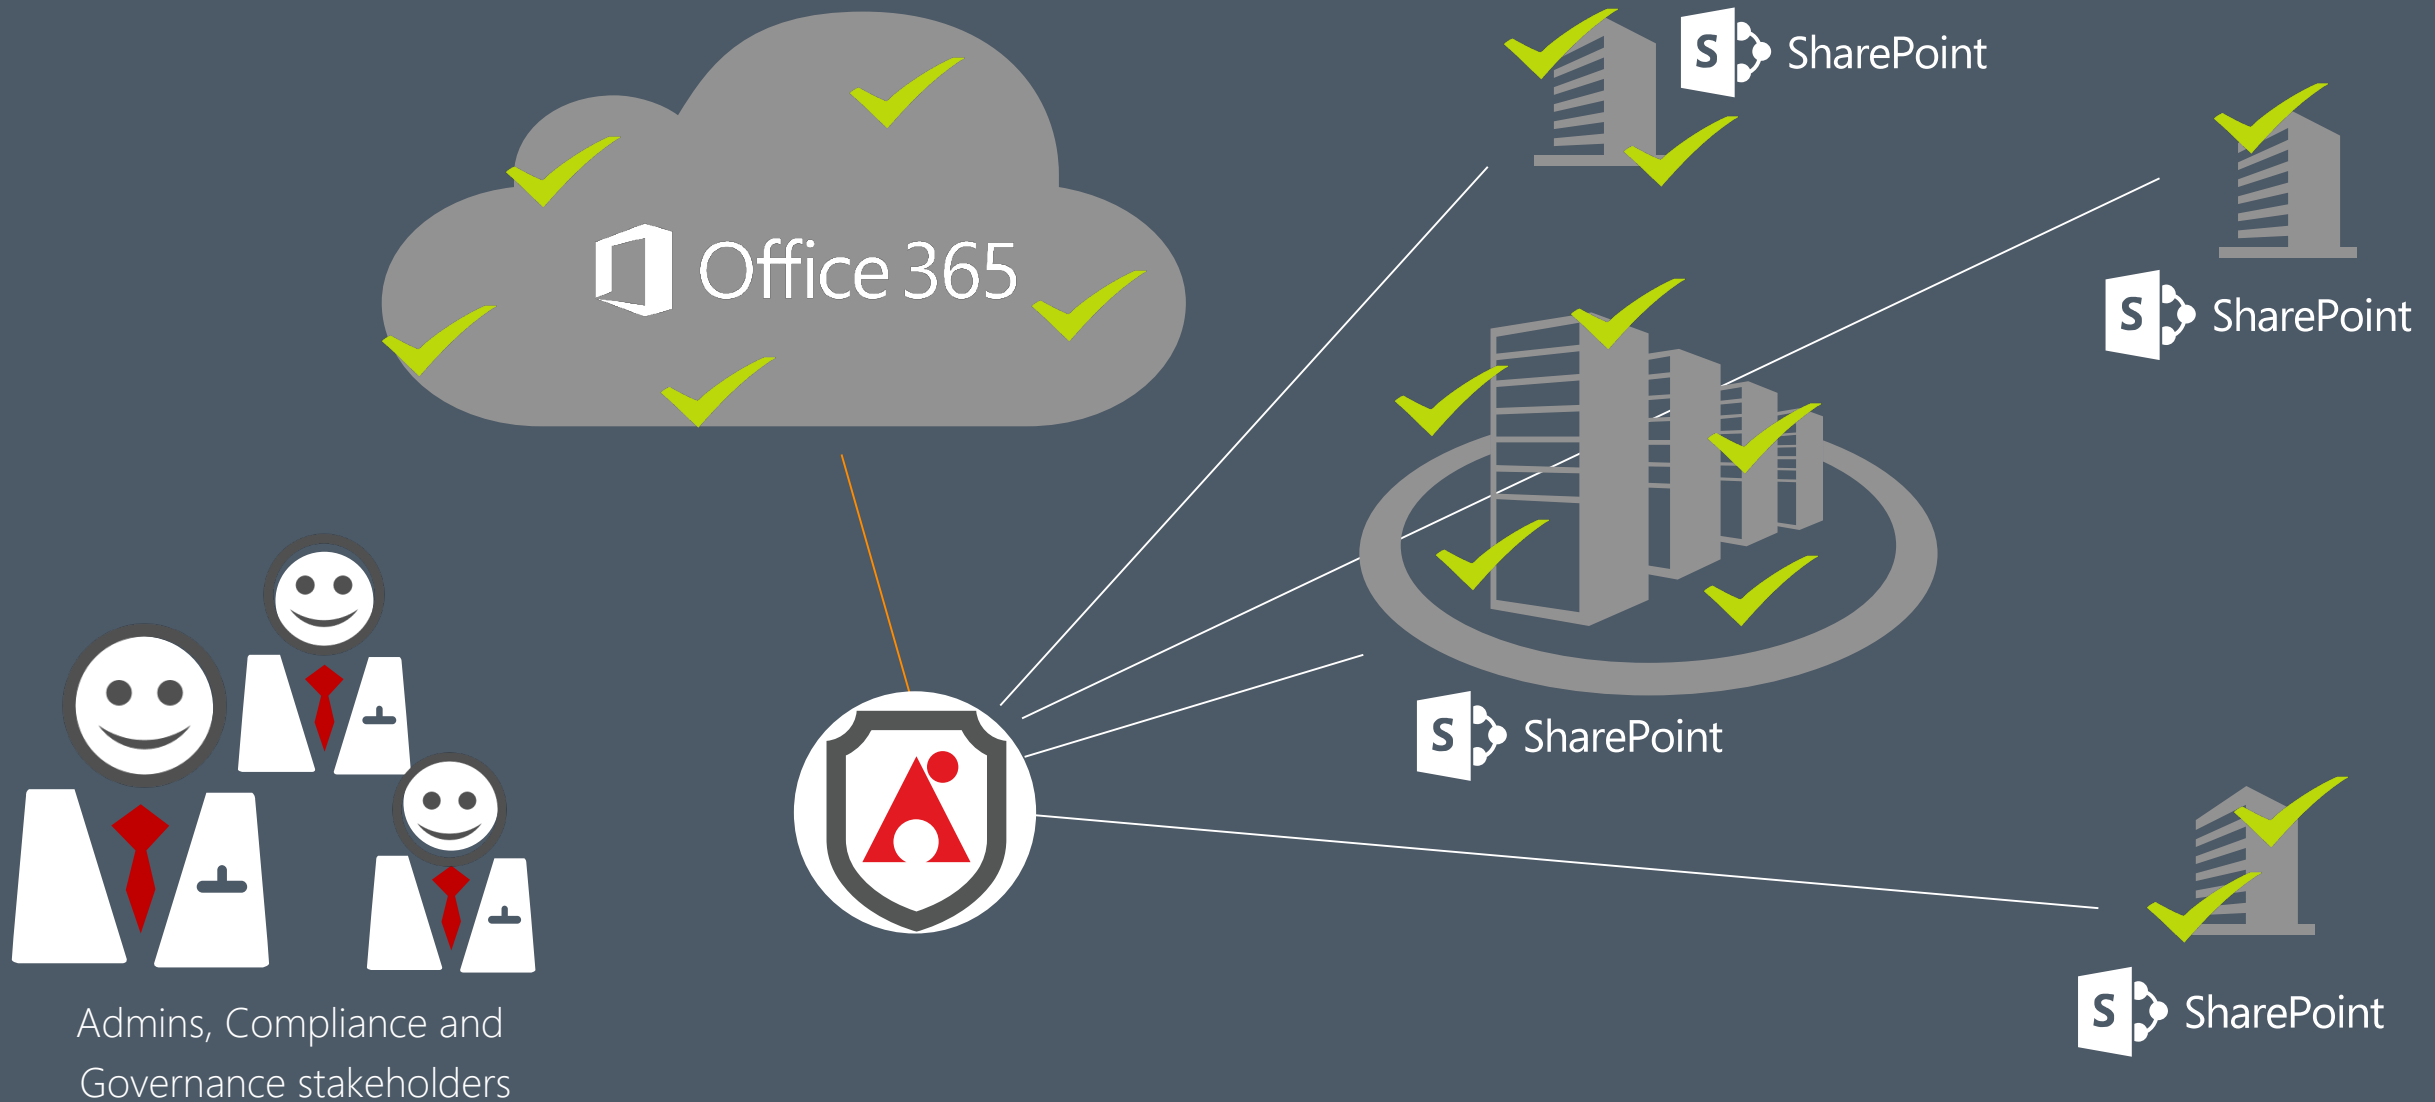 SharePoint
SharePoint
Office 365
SharePoint
SharePoint
Admins, Compliance and
Governance stakeholders